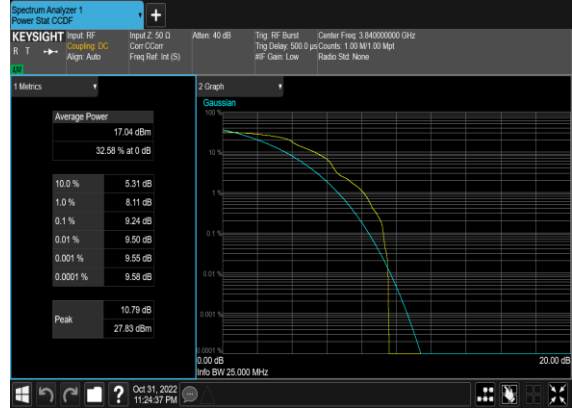 Spectrum Analyzer 1
Power Stat CCDF
KEYSIGHT
R T
LXI
Input: RF
Coupling: DC
Align: Auto
Input Z: 50 Ω
Corr CCorr
Freq Ref: Int (S)
Atten: 40 dB
Trig: RF Burst
Trig Delay: 500.0 µs
#IF Gain: Low
Center Freq: 3.840000000 GHz
Counts: 1.00 M/1.00 Mpt
Radio Std: None
1 Metrics
Average Power
17.04 dBm
32.58 % at 0 dB
10.0 % 5.31 dB
1.0 % 8.11 dB
0.1 % 9.24 dB
0.01 % 9.50 dB
0.001 % 9.55 dB
0.0001 % 9.58 dB
Peak
10.79 dB
27.83 dBm
2 Graph
Gaussian
100 %
10 %
1 %
0.1 %
0.01 %
0.001 %
0.0001 %
0.00 dB
20.00 dB
Info BW 25.000 MHz
?
Oct 31, 2022
11:24:37 PM